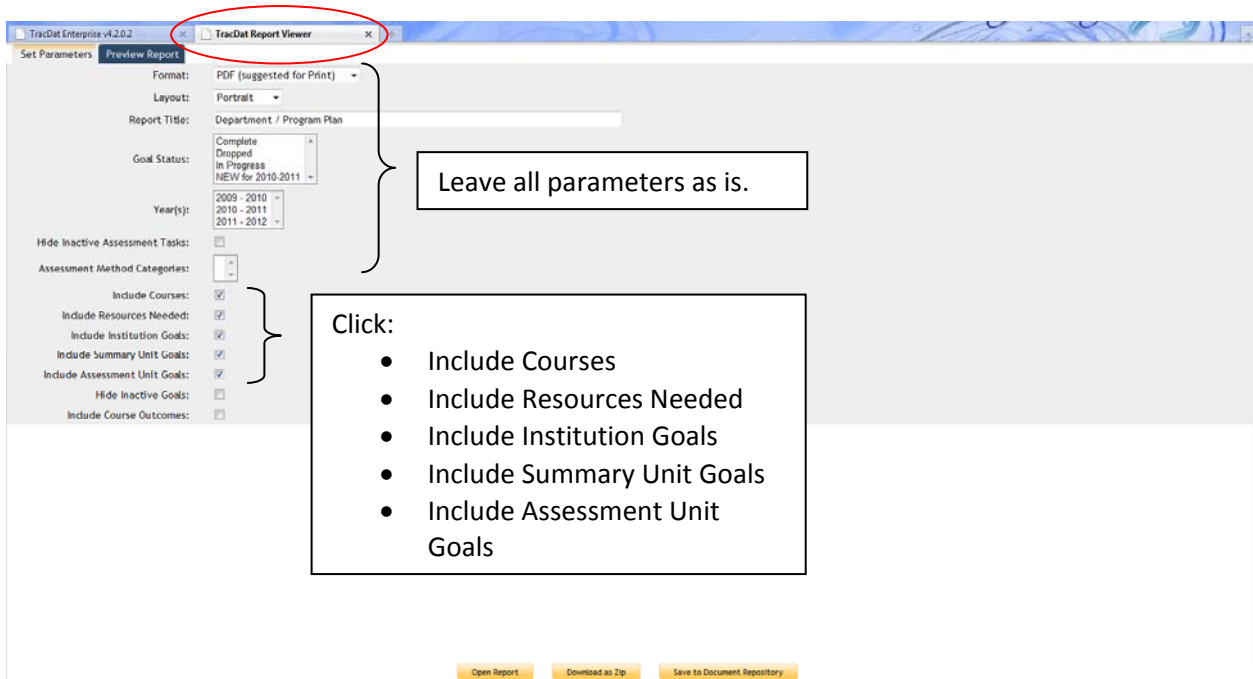 TracDat Enterprise v4.2.0.2
TracDat Report Viewer
Set Parameters Preview Report
Format: PDF (suggested for Print)
Layout: Portrait
Report Title: Department / Program Plan
Goal Status:
Complete
Dropped
In Progress
NEW for 2010-2011
Year(s):
2009 - 2010
2010 - 2011
2011 - 2012
Hide Inactive Assessment Tasks:
Assessment Method Categories:
Leave all parameters as is.
Include Courses:
Include Resources Needed:
Include Institution Goals:
Include Summary Unit Goals:
Include Assessment Unit Goals:
Hide Inactive Goals:
Include Course Outcomes:
Click:
• Include Courses
• Include Resources Needed
• Include Institution Goals
• Include Summary Unit Goals
• Include Assessment Unit
Goals
Open Report Download as Zip Save to Document Repository